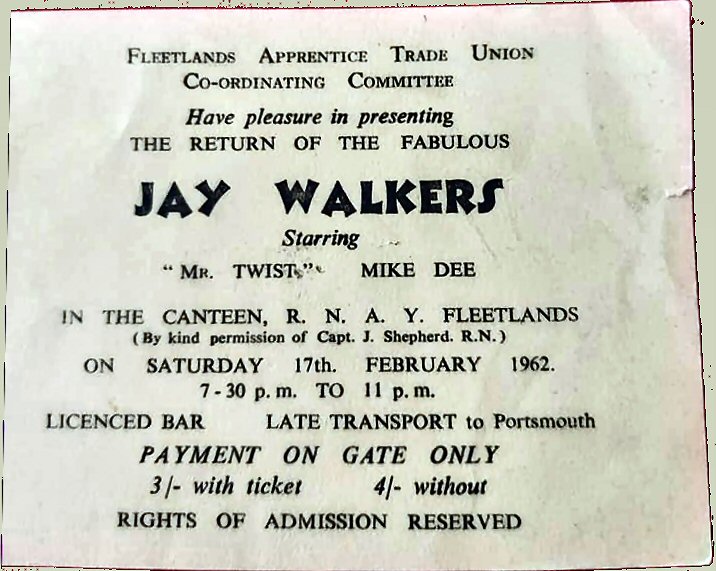 FLEETLANDS APPRENTICE TRADE UNION
CO-ORDINATING COMMITTEE
Have pleasure in presenting
THE RETURN OF THE FABULOUS
JAY WALKERS
Starring
"MR. TWIST," MIKE DEE
IN THE CANTEEN, R. N. A. Y. FLEETLANDS
(By kind permission of Capt. J. Shepherd. R.N.)
ON SATURDAY 17th. FEBRUARY 1962.
7-30 p.m. TO 11 p.m.
LICENCED BAR LATE TRANSPORT to Portsmouth
PAYMENT ON GATE ONLY
3/- with ticket 4/- without
RIGHTS OF ADMISSION RESERVED